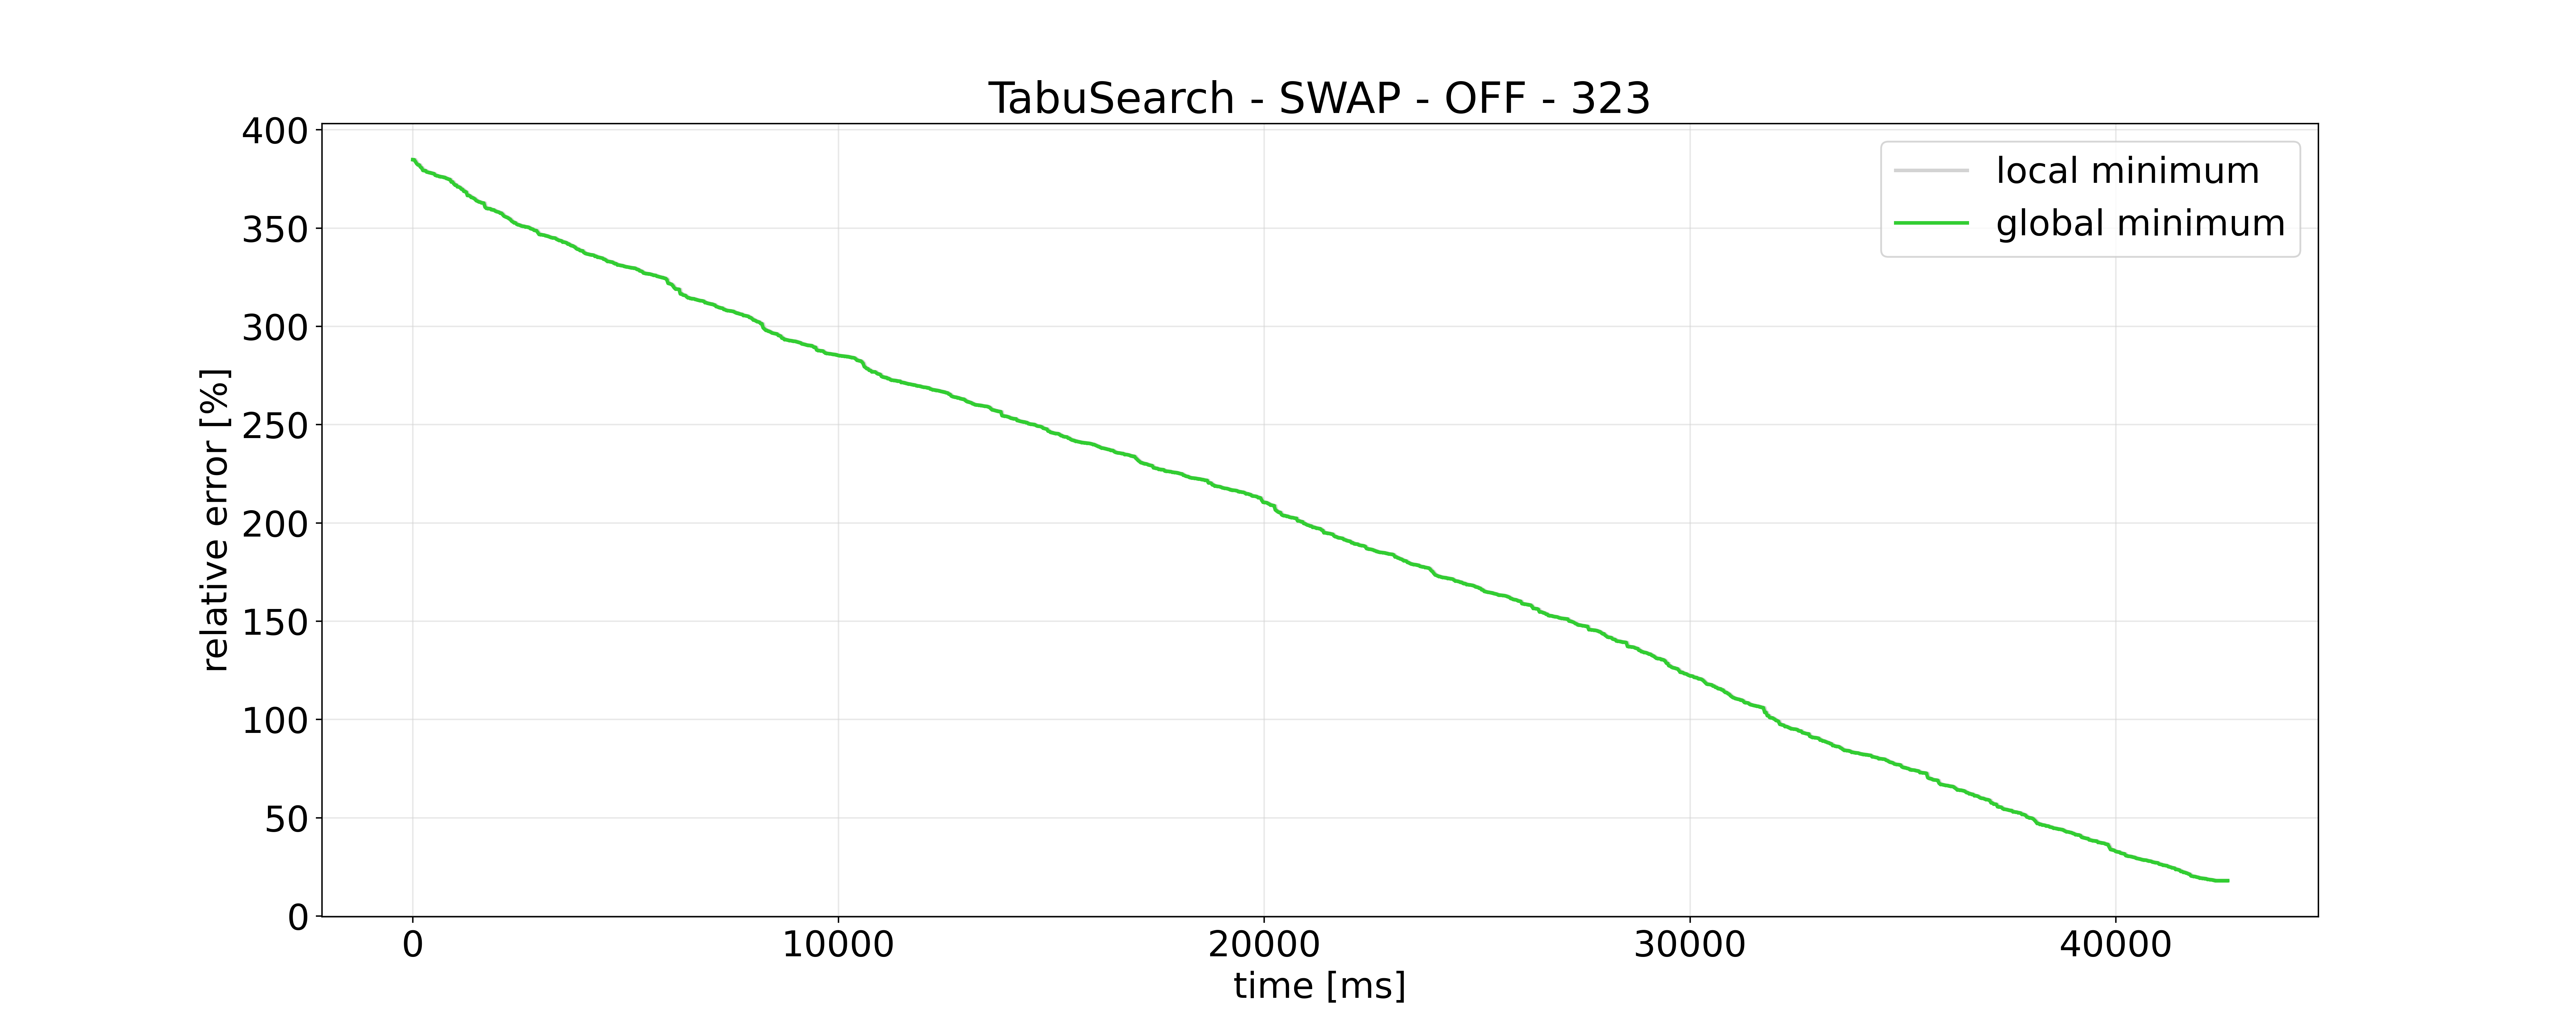 TabuSearch - SWAP - OFF - 323
local minimum
global minimum
relative error [%]
400
350
300
250
200
150
100
50
0
0 10000 20000 30000 40000
time [ms]